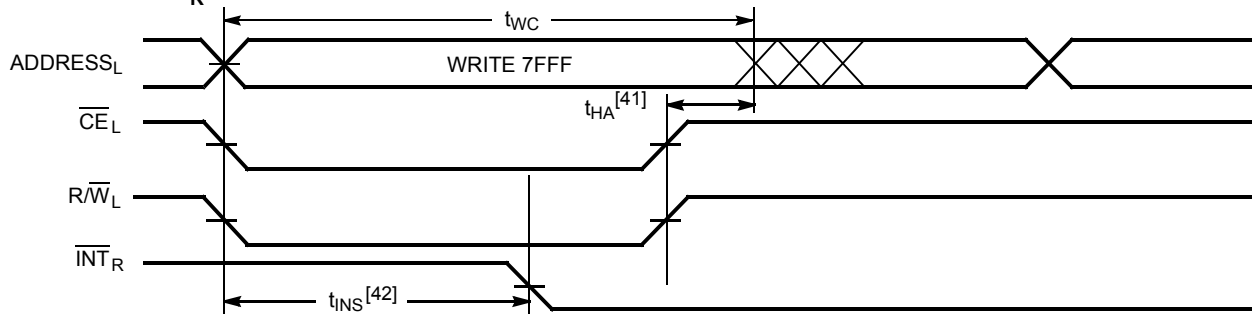 R
tWC
ADDRESSL
WRITE 7FFF
tHA[41]
CEL
R/WL
INTR
tINS[42]